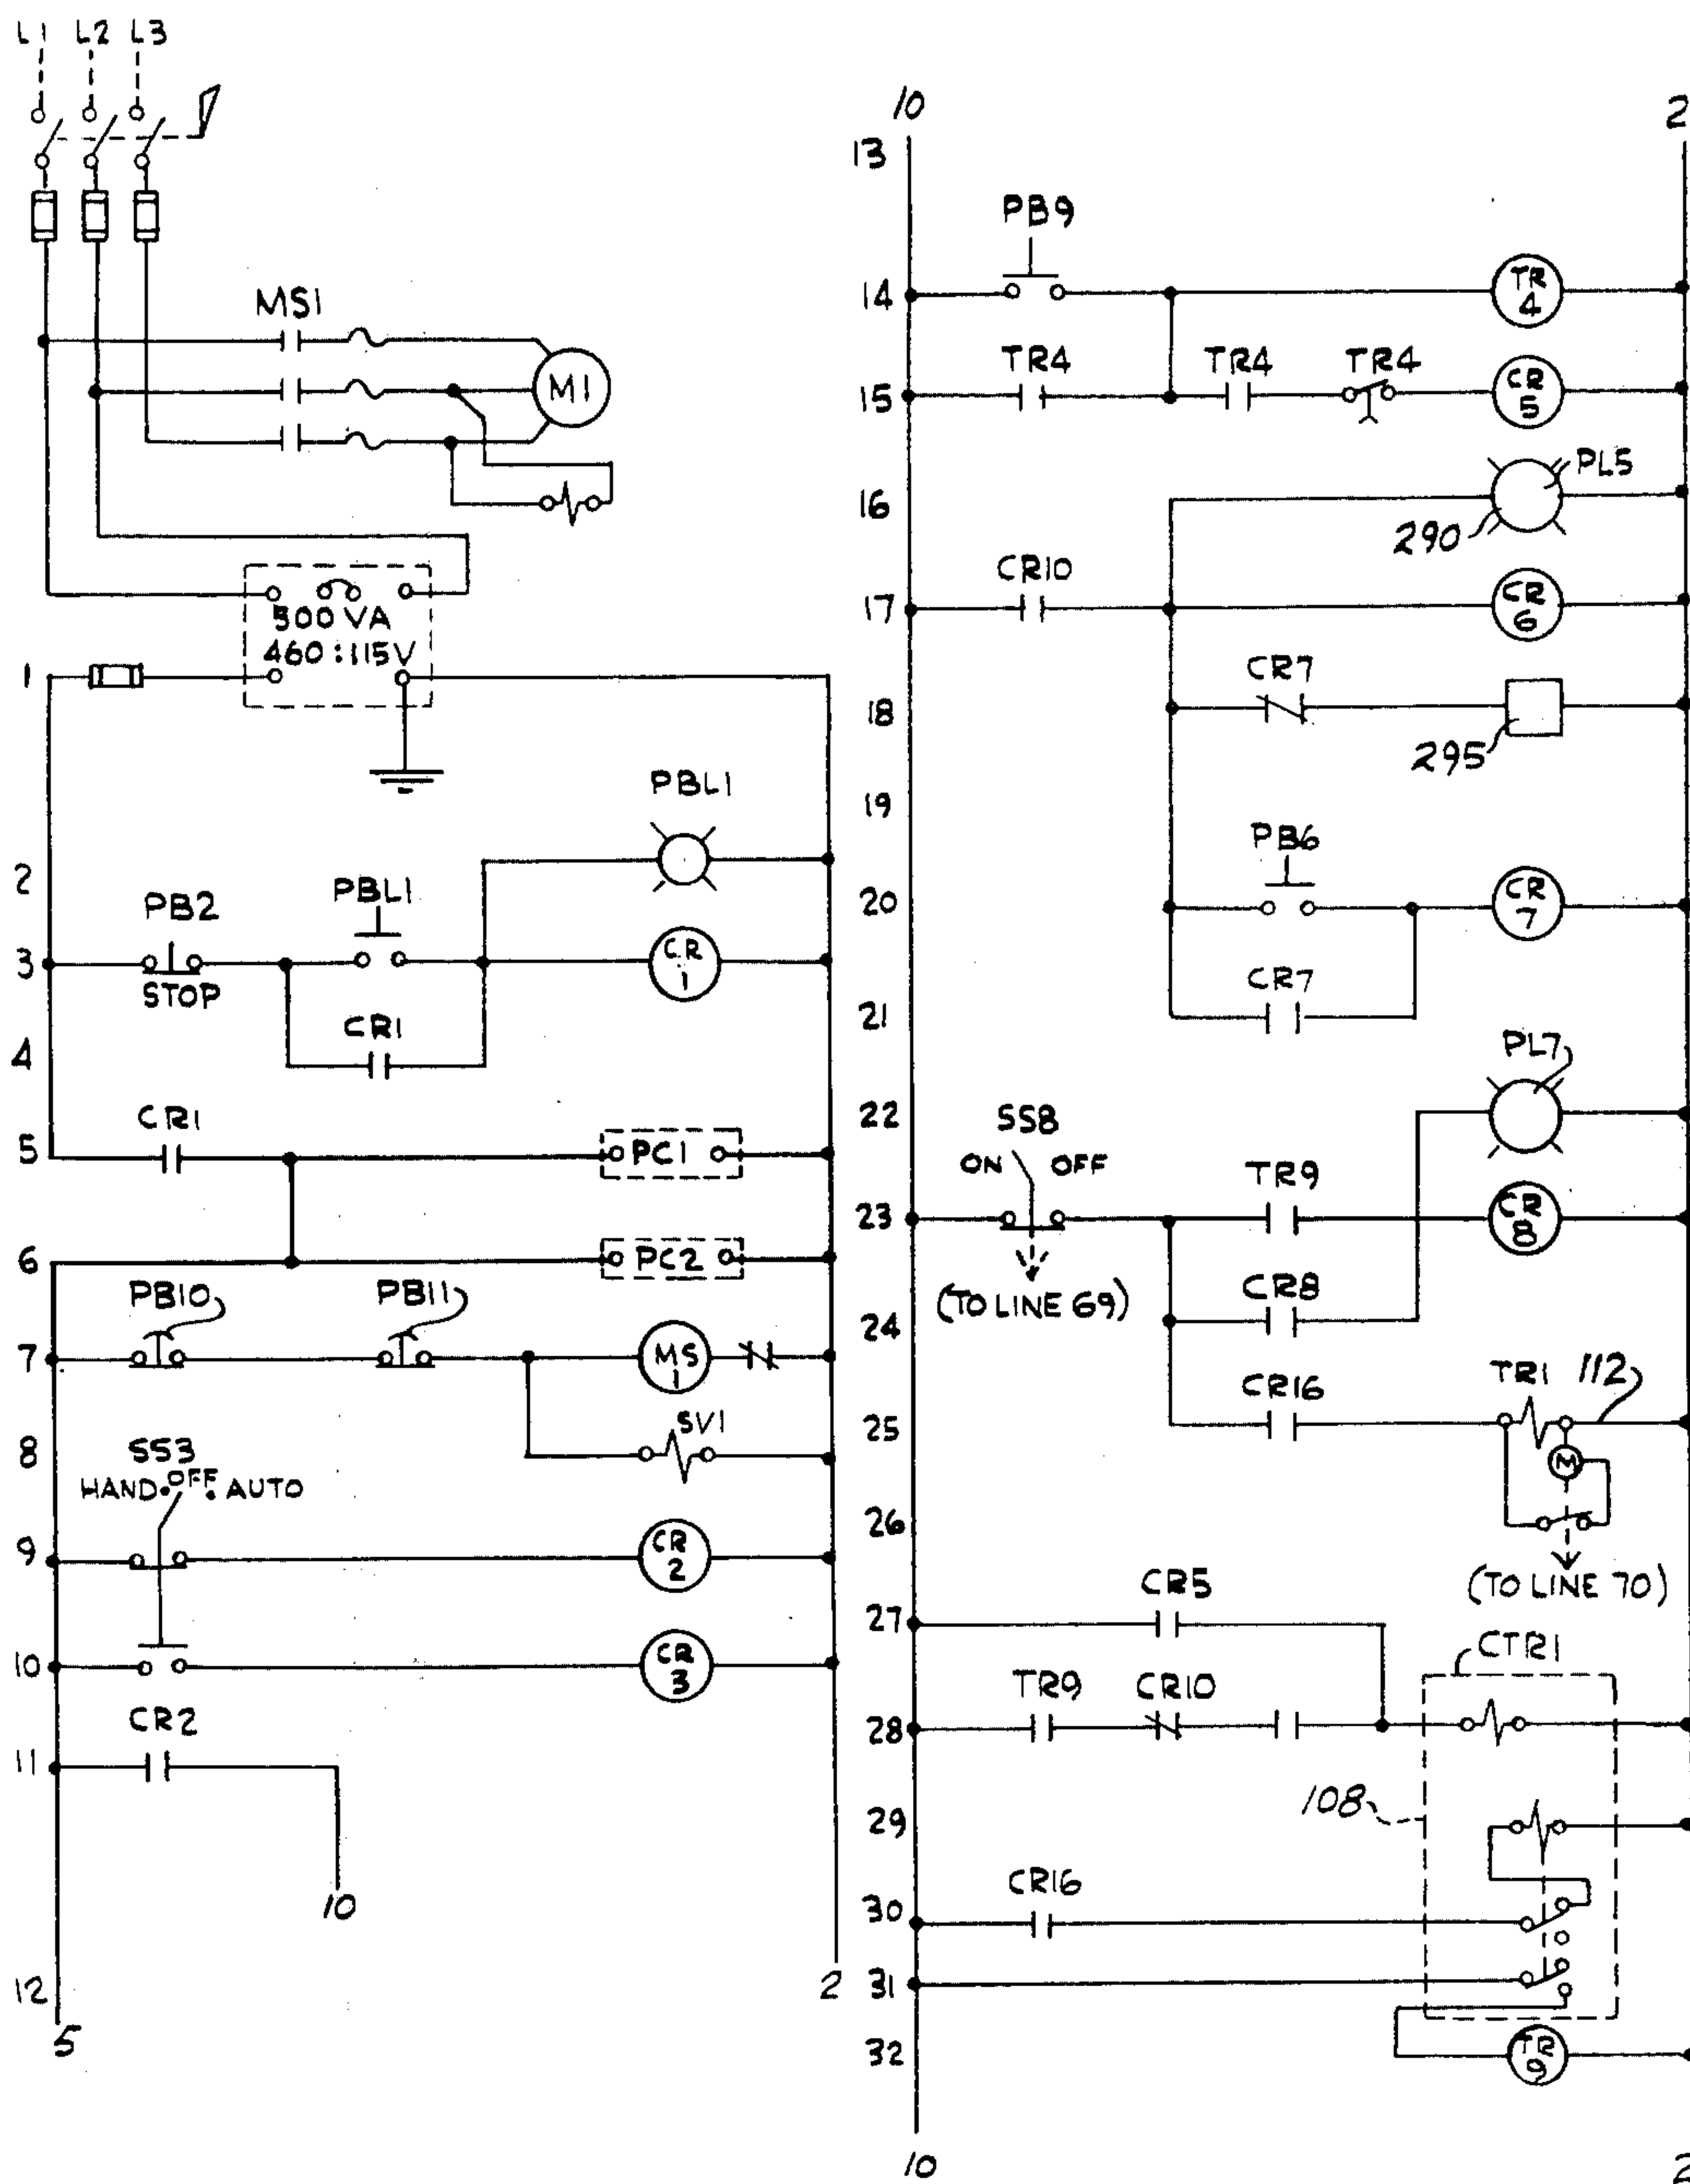 L1 L2 L3
MS1
M1
500 VA
460:115V
1
PBL1
2
PB2
PBL1
3
STOP
CR
1
CR1
4
CR1
5
PC1
6
PC2
PB10
PB11
7
MS
1
SV1
8
SS3
HAND.OFF.AUTO
9
CR
2
10
CR
3
CR2
11
10
12
5
2
10
2
13
PB9
14
TR
4
TR4
TR4
TR4
15
CR
5
PL5
16
290
CR10
17
CR
6
CR7
18
295
19
PB6
20
CR
7
CR7
21
PL7
22
SS8
ON
OFF
TR9
23
CR
8
(TO LINE 69)
CR8
24
CR16
TR1
112
25
M
26
(TO LINE 70)
CR5
27
CTR1
TR9
CR10
28
108
29
CR16
30
31
32
TR
9
10
2